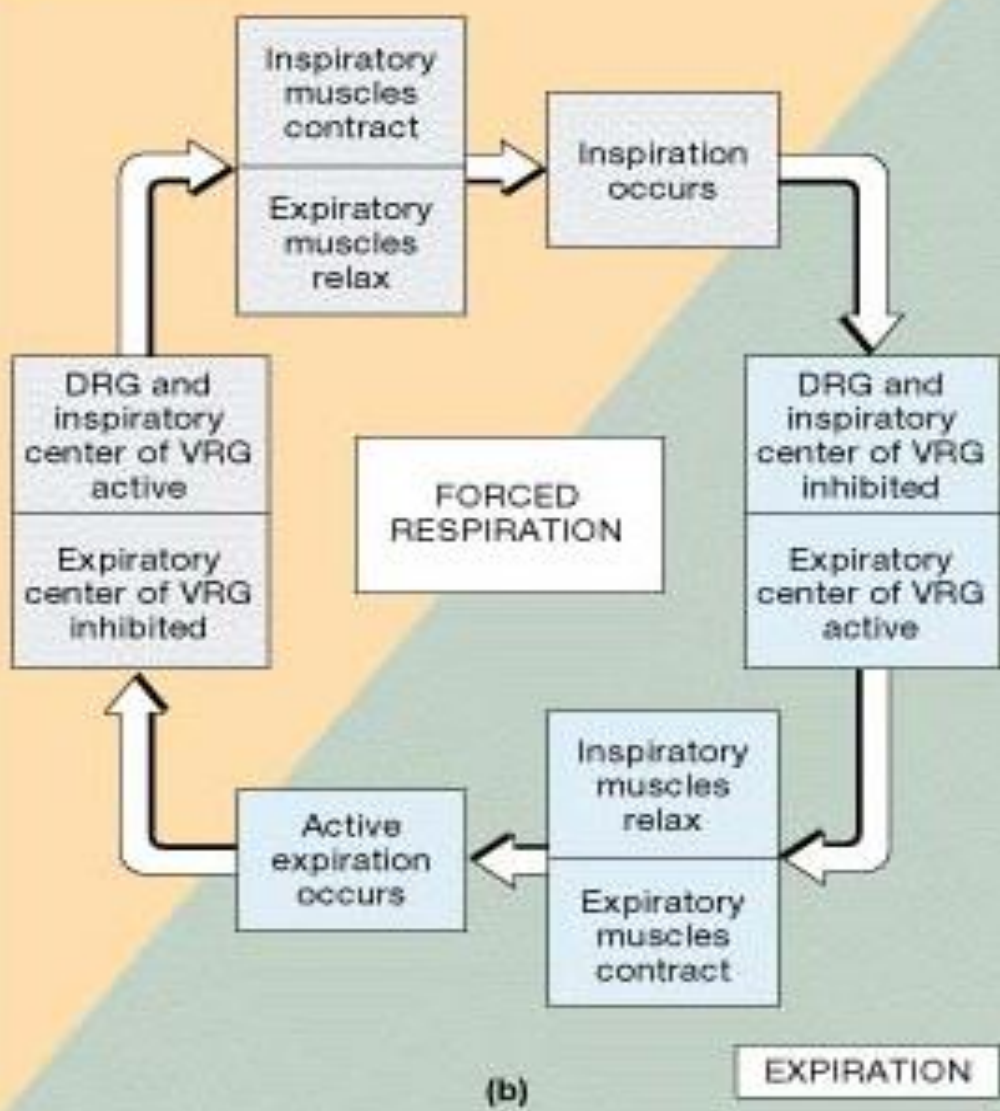 Inspiratory
muscles
contract
Expiratory
muscles
relax
Inspiration
occurs
DRG and
inspiratory
center of VRG
active
Expiratory
center of VRG
inhibited
FORCED
RESPIRATION
DRG and
inspiratory
center of VRG
inhibited
Expiratory
center of VRG
active
Inspiratory
muscles
relax
Expiratory
muscles
contract
Active
expiration
occurs
EXPIRATION
(b)